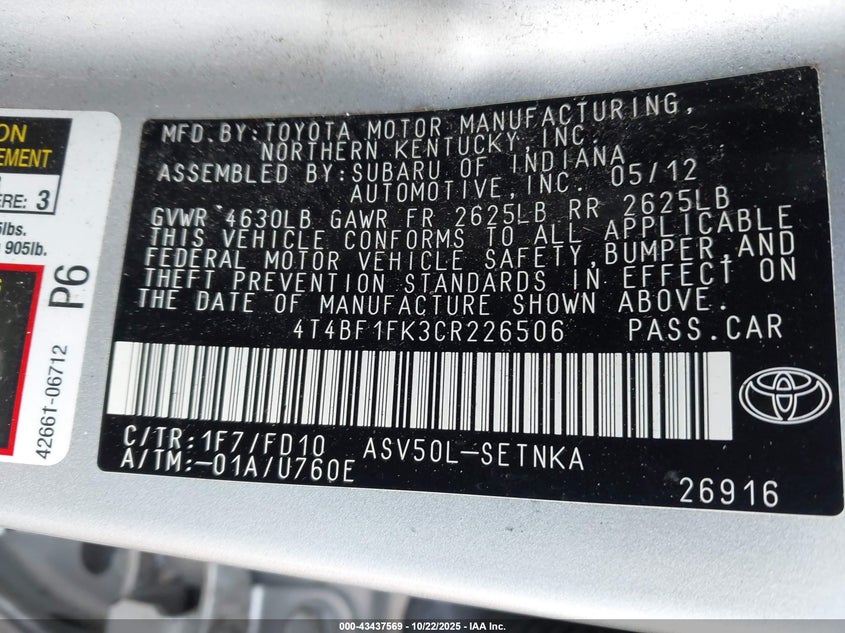 ON
EMENT
ERE: 3
lbs.
905lb.
P6
42661-06712
MFD.BY:TOYOTA MOTOR MANUFACTURING,
NORTHERN KENTUCKY,INC.
ASSEMBLED BY:SUBARU OF INDIANA
AUTOMOTIVE,INC. 05/12
GVWR 4630LB GAWR FR 2625LB RR 2625LB
THIS VEHICLE CONFORMS TO ALL APPLICABLE
FEDERAL MOTOR VEHICLE SAFETY,BUMPER,AND
THEFT PREVENTION STANDARDS IN EFFECT ON
THE DATE OF MANUFACTURE SHOWN ABOVE.
4T4BF1FK3CR226506 PASS.CAR
C/TR:1F7/FD10 ASV50L-SETNKA
A/TM:-01A/U760E
26916
000-43437569 - 10/22/2025 - IAA Inc.